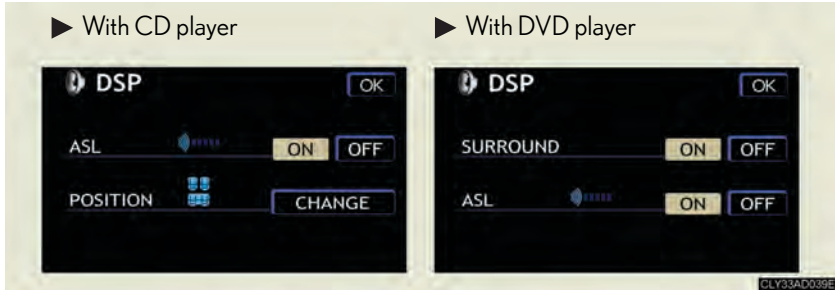 ▶ With CD player
DSP
OK
ASL
ON
OFF
POSITION
CHANGE
▶ With DVD player
DSP
OK
SURROUND
ON
OFF
ASL
ON
OFF
CLY33AD039E